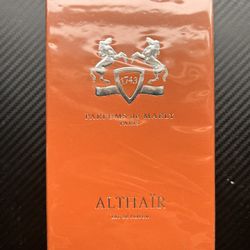 1743
PARFUMS de MARLY
PARIS
ALTHAÏR
EAU DE PARFUM